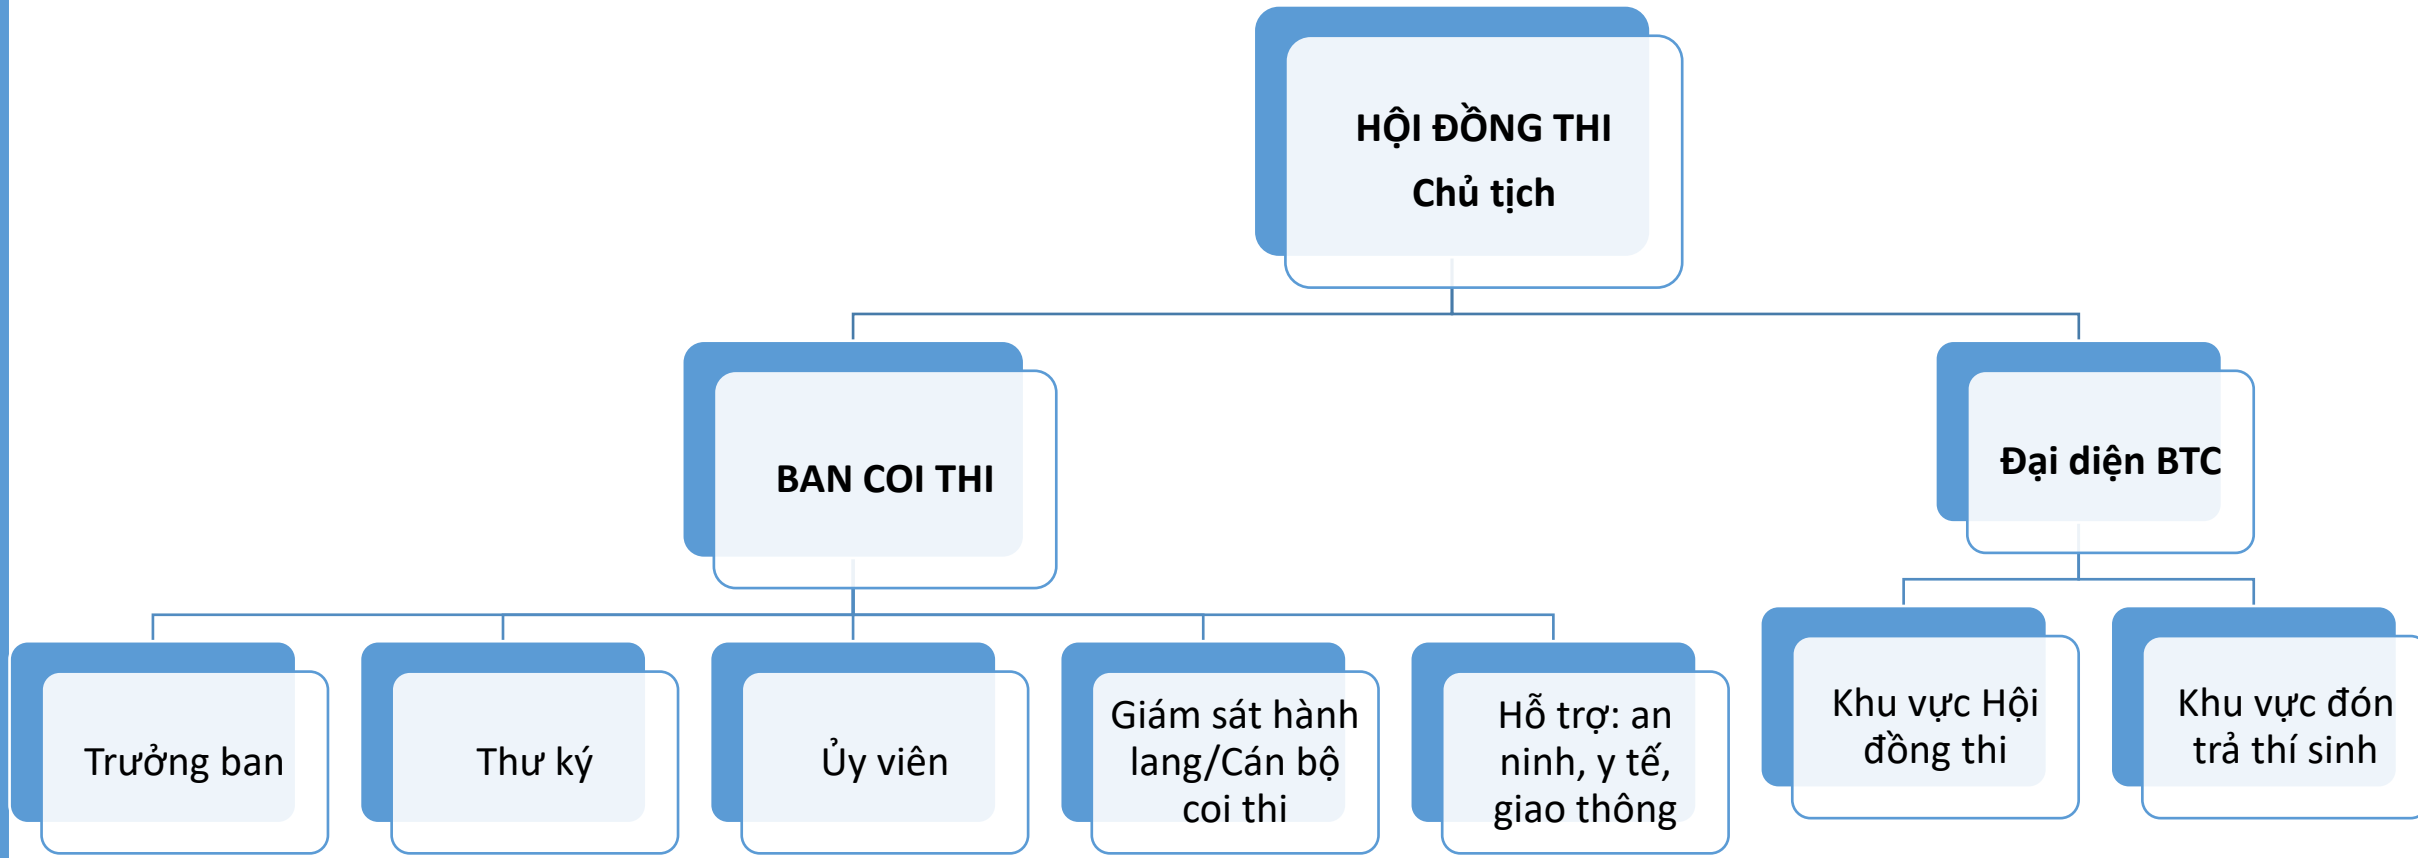 HỘI ĐỒNG THI
Chủ tịch
BAN COI THI
Đại diện BTC
Trưởng ban
Thư ký
Ủy viên
Giám sát hành
lang/Cán bộ
coi thi
Hỗ trợ: an
ninh, y tế,
giao thông
Khu vực Hội
đồng thi
Khu vực đón
trả thí sinh